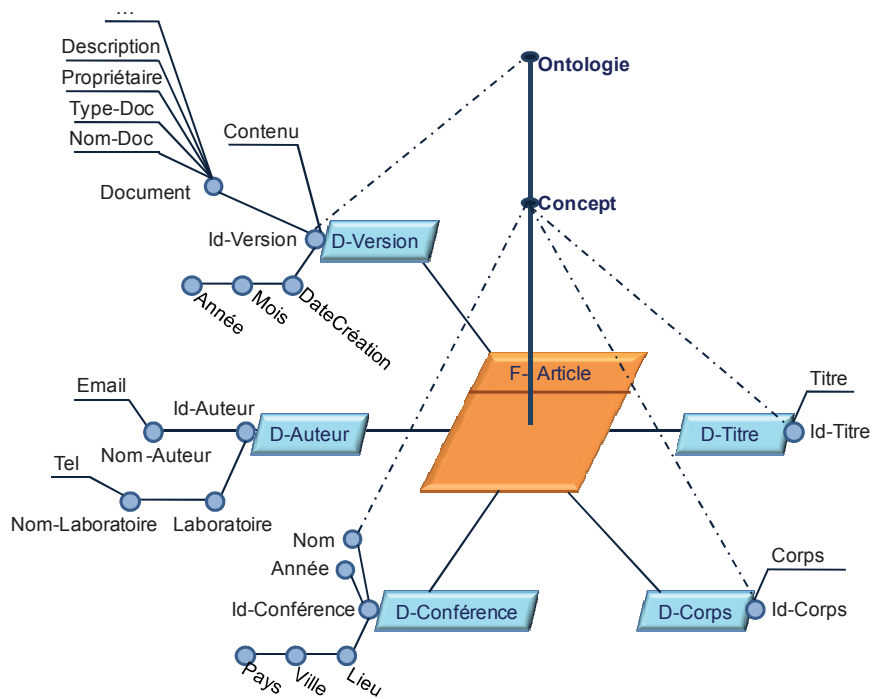 ...
Description
Propriétaire
Type-Doc
Nom-Doc
Contenu
Document
Ontologie
Concept
Id-Version
D-Version
Année
Mois
DateCréation
F- Article
Email
Id-Auteur
D-Auteur
Nom -Auteur
Tel
Nom-Laboratoire
Laboratoire
Titre
D-Titre
Id-Titre
Nom
Année
Id-Conférence
D-Conférence
Pays
Ville
Lieu
Corps
D-Corps
Id-Corps